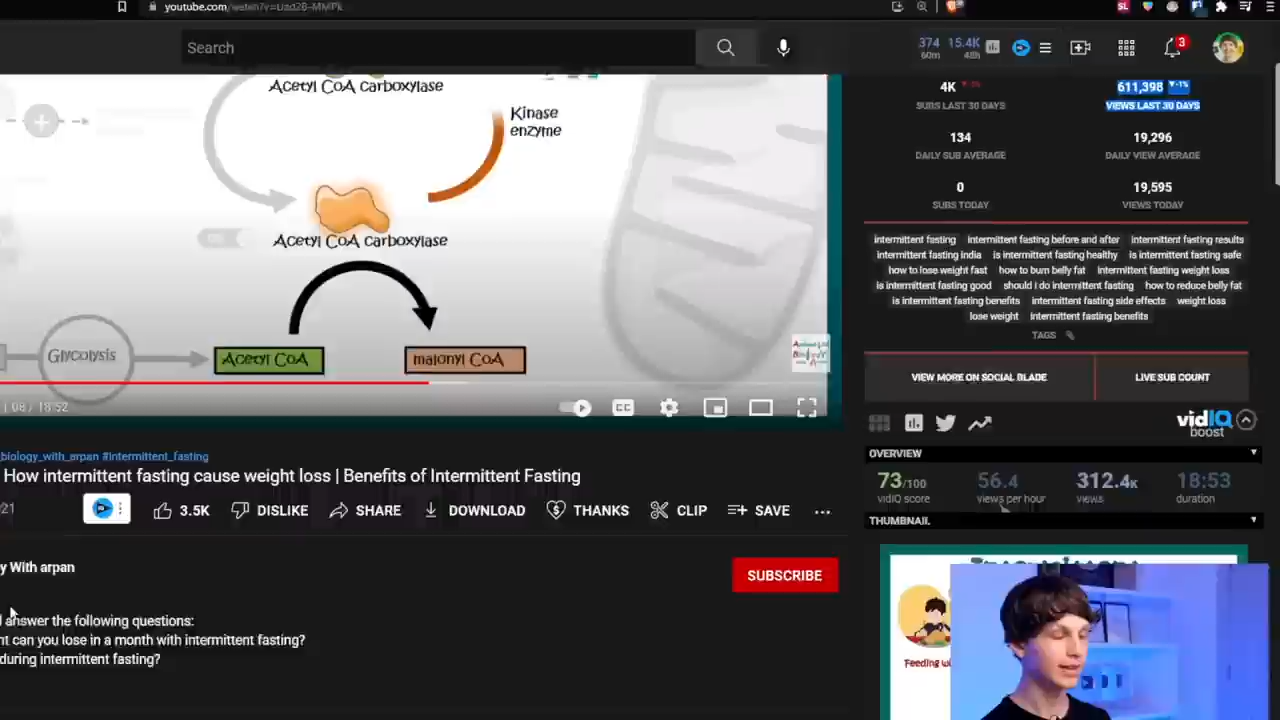 Search
374 15.4K
60m 48h
3
Acetyl CoA carboxylase
Kinase
enzyme
Acetyl CoA carboxylase
Glycolysis
Acetyl CoA
malonyl CoA
18:52
CC
_biology_with_arpan #intermittent_fasting
How intermittent fasting cause weight loss | Benefits of Intermittent Fasting
3.5K
DISLIKE
SHARE
DOWNLOAD
THANKS
CLIP
SAVE
y With arpan
SUBSCRIBE
answer the following questions:
nt can you lose in a month with intermittent fasting?
during intermittent fasting?
4K -1% 611,398 -1%
SUBS LAST 30 DAYS VIEWS LAST 30 DAYS
134 19,296
DAILY SUB AVERAGE DAILY VIEW AVERAGE
0 19,595
SUBS TODAY VIEWS TODAY
intermittent fasting intermittent fasting before and after intermittent fasting results
intermittent fasting india is intermittent fasting healthy is intermittent fasting safe
how to lose weight fast how to burn belly fat intermittent fasting weight loss
is intermittent fasting good should i do intermittent fasting how to reduce belly fat
is intermittent fasting benefits intermittent fasting side effects weight loss
lose weight intermittent fasting benefits
TAGS
VIEW MORE ON SOCIAL BLADE LIVE SUB COUNT
vidIQ
boost
OVERVIEW
73/100 56.4 312.4K 18:53
vidIQ score views per hour views duration
THUMBNAIL
Feeding